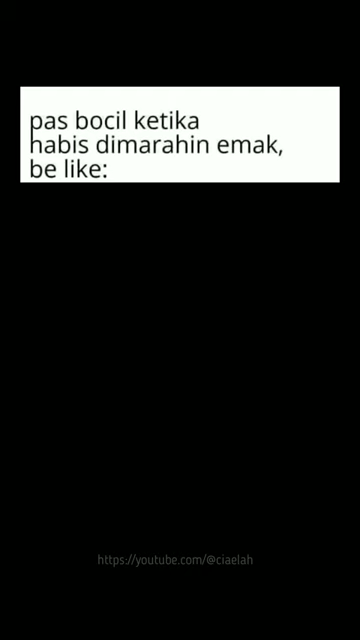 pas bocil ketika
habis dimarahin emak,
be like:
https://youtube.com/@ciaelah